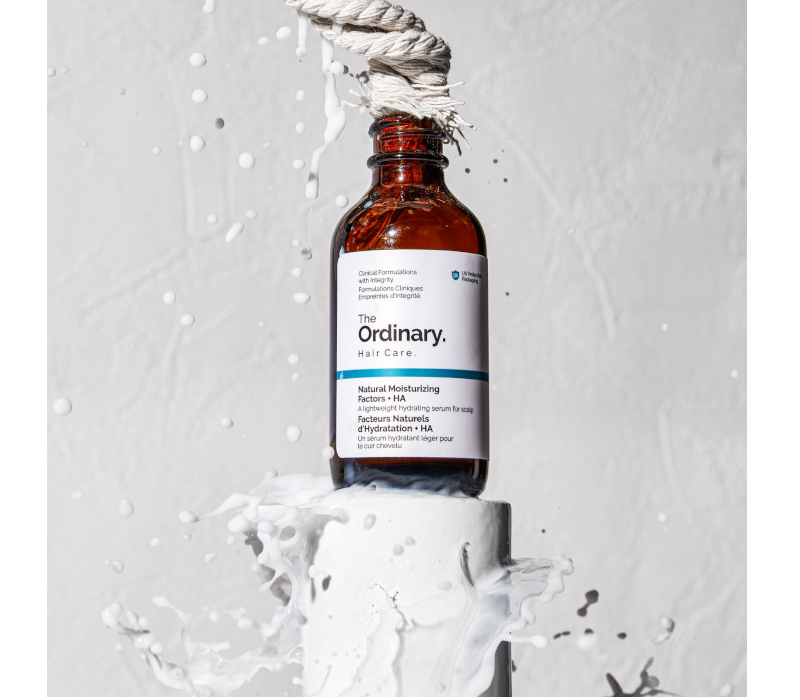 Clinical Formulations
with Integrity.
Formulations Cliniques
Empreintes d'Intégrité.
UV Protective
Packaging
The
Ordinary.
Hair Care.
Natural Moisturizing
Factors + HA
A lightweight hydrating serum for scalp
Facteurs Naturels
d'Hydratation + HA
Un sérum hydratant léger pour
le cuir chevelu